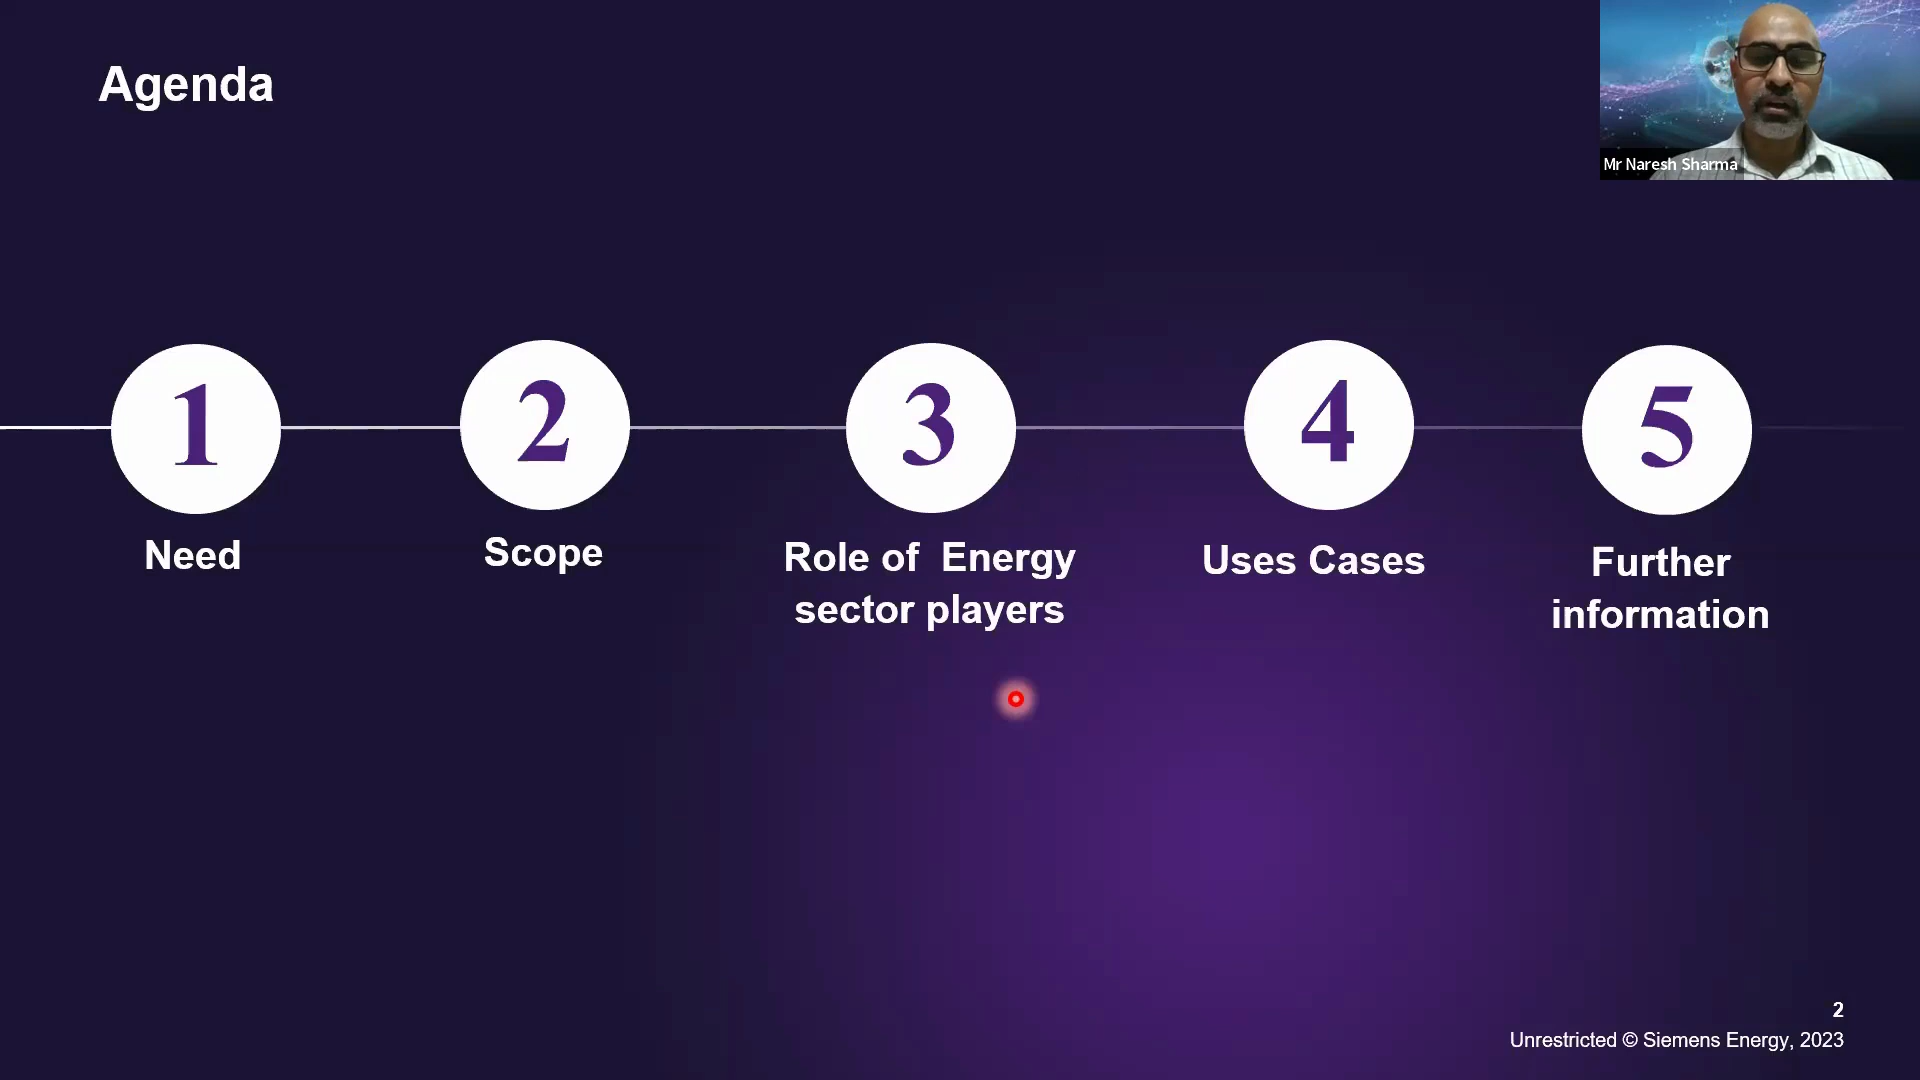 Agenda
Mr Naresh Sharma
1
2
3
4
5
Need
Scope
Role of Energy
sector players
Uses Cases
Further
information
2
Unrestricted © Siemens Energy, 2023